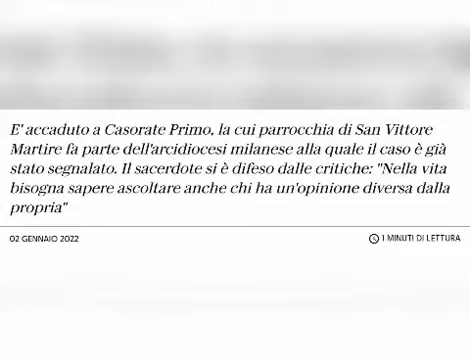 E' accaduto a Casorate Primo, la cui parrocchia di San Vittore
Martire fa parte dell'arcidiocesi milanese alla quale il caso è già
stato segnalato. Il sacerdote si è difeso dalle critiche: "Nella vita
bisogna sapere ascoltare anche chi ha un'opinione diversa dalla
propria"
02 GENNAIO 2022
1 MINUTI DI LETTURA